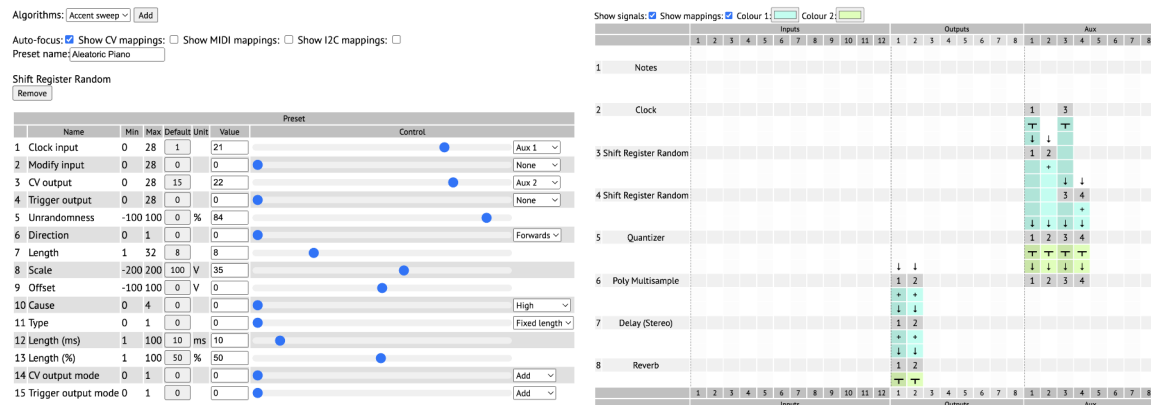 Algorithms: Accent sweep Add
Auto-focus: Show CV mappings: Show MIDI mappings: Show I2C mappings:
Preset name: Aleatoric Piano
Shift Register Random
Remove
Preset
Name Min Max Default Unit Value Control
1 Clock input 0 28 1 21 Aux 1
2 Modify input 0 28 0 0 None
3 CV output 0 28 15 22 Aux 2
4 Trigger output 0 28 0 0 None
5 Unrandomness -100 100 0 % 84
6 Direction 0 1 0 0 Forwards
7 Length 1 32 8 8
8 Scale -200 200 100 V 35
9 Offset -100 100 0 V 0
10 Cause 0 4 0 0 High
11 Type 0 1 0 0 Fixed length
12 Length (ms) 1 100 10 ms 10
13 Length (%) 1 100 50 % 50
14 CV output mode 0 1 0 0 Add
15 Trigger output mode 0 1 0 0 Add
Show signals: Show mappings: Colour 1: Colour 2:
Inputs Outputs Aux
1 2 3 4 5 6 7 8 9 10 11 12 1 2 3 4 5 6 7 8 1 2 3 4 5 6 7 8
1 Notes
2 Clock 1 3
3 Shift Register Random 1 2
4 Shift Register Random 3 4
5 Quantizer 1 2 3 4
6 Poly Multisample 1 2 1 2 3 4
7 Delay (Stereo) 1 2
8 Reverb 1 2
1 2 3 4 5 6 7 8 9 10 11 12 1 2 3 4 5 6 7 8 1 2 3 4 5 6 7 8
Inputs Outputs Aux